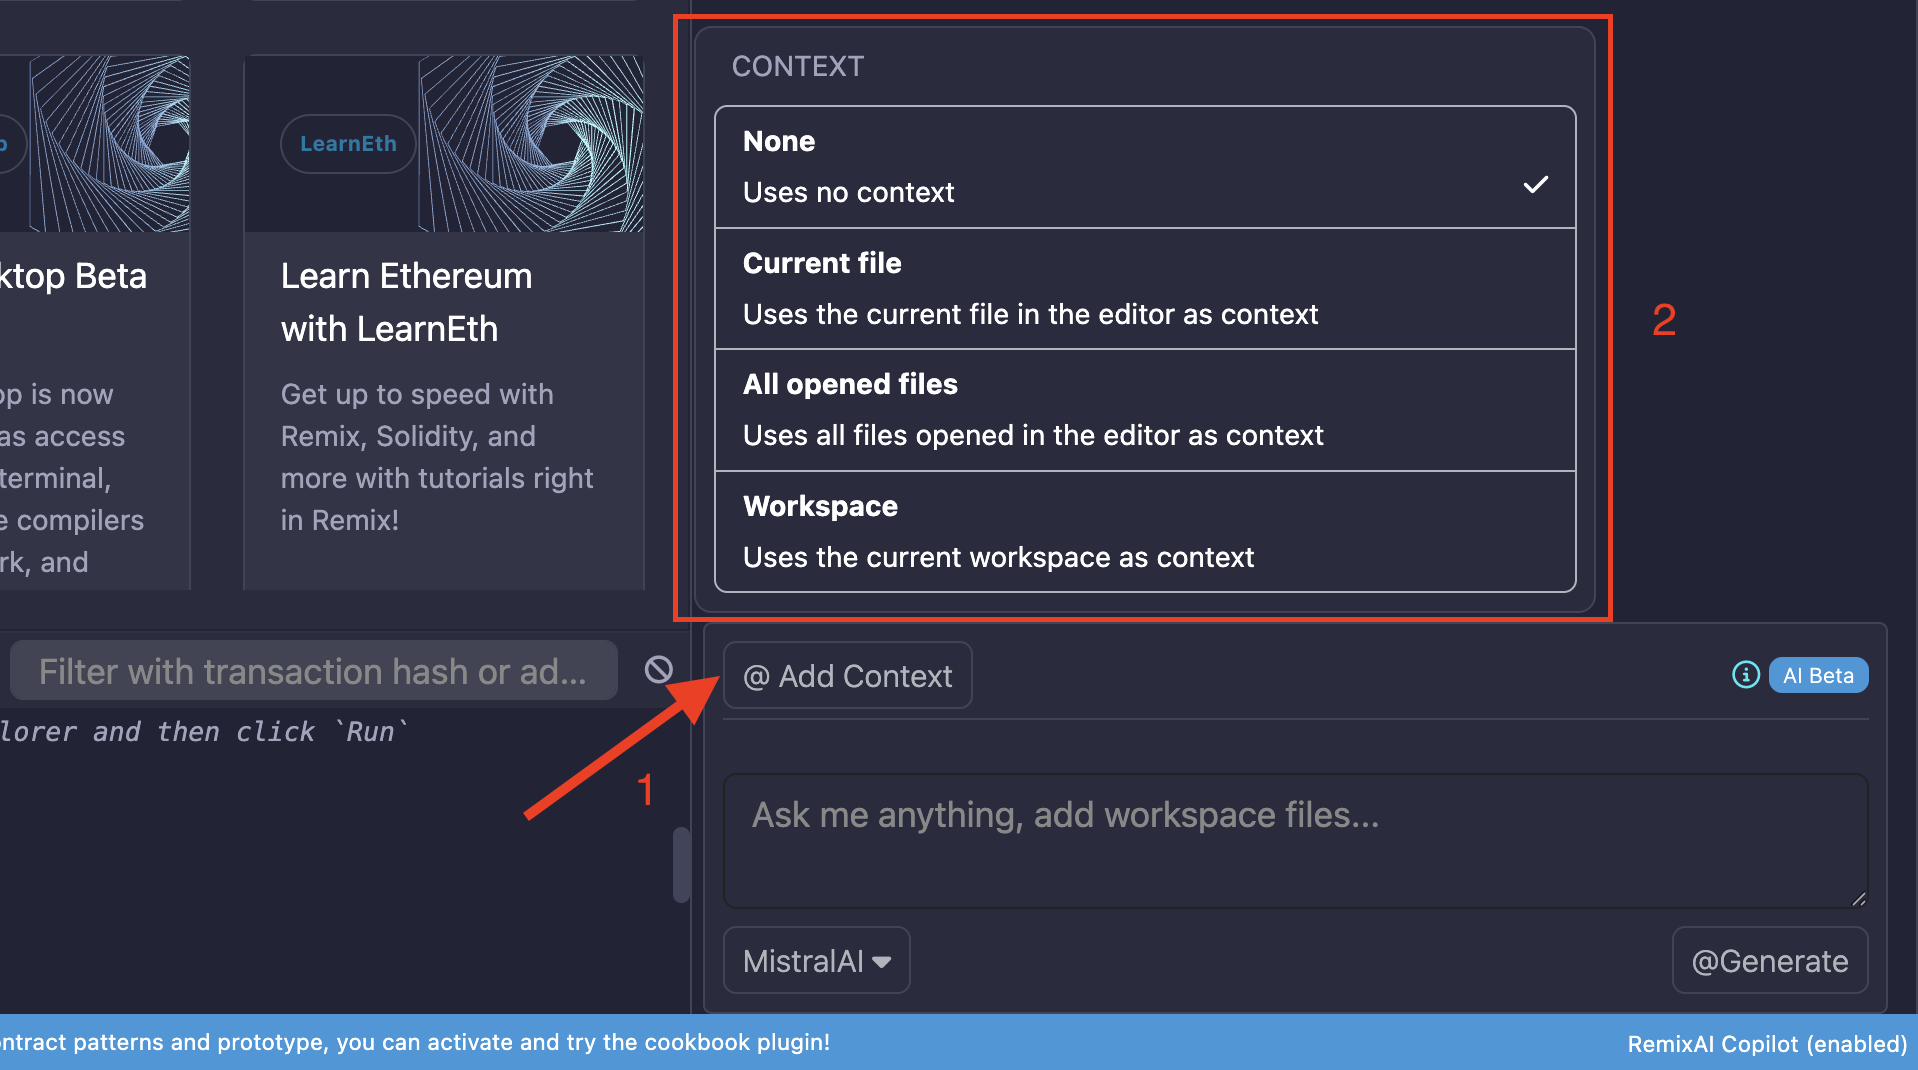 LearnEth
Learn Ethereum
with LearnEth
Get up to speed with
Remix, Solidity, and
more with tutorials right
in Remix!
ktop Beta
op is now
as access
terminal,
e compilers
rk, and
CONTEXT
None
Uses no context
Current file
Uses the current file in the editor as context
All opened files
Uses all files opened in the editor as context
Workspace
Uses the current workspace as context
2
Filter with transaction hash or ad...
lorer and then click `Run`
1
@ Add Context
AI Beta
Ask me anything, add workspace files...
MistralAI
@Generate
ntract patterns and prototype, you can activate and try the cookbook plugin!
RemixAI Copilot (enabled)